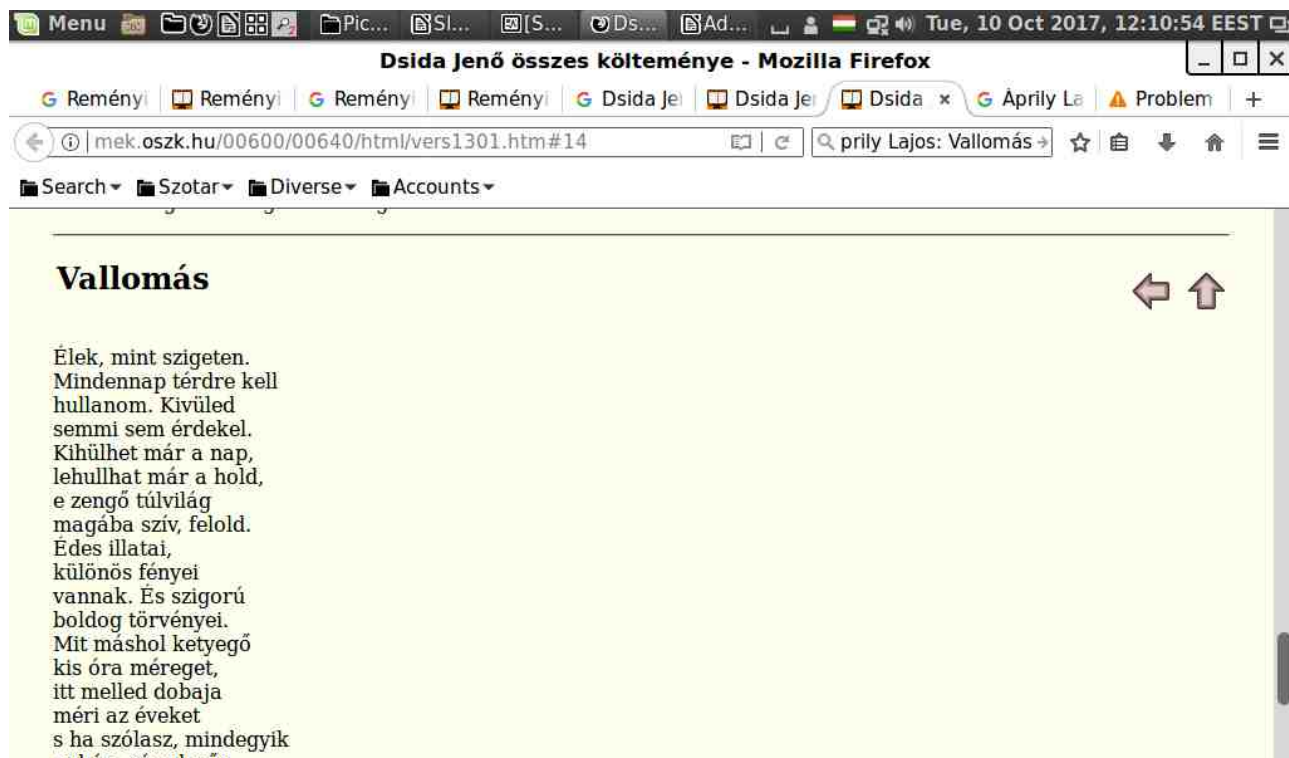 Menu Pic... Sl... [S... Ds... Ad... Tue, 10 Oct 2017, 12:10:54 EEST
Dsida Jenő összes költeménye - Mozilla Firefox
Reményi Reményi Reményi Reményi Dsida Je Dsida Je Dsida × Áprily La Problem +
mek.oszk.hu/00600/00640/html/vers1301.htm#14 prily Lajos: Vallomás
Search Szotar Diverse Accounts
Vallomás
Élek, mint szigeten.
Mindennap térdre kell
hullanom. Kivüled
semmi sem érdekel.
Kihülhet már a nap,
lehullhat már a hold,
e zengő túlvilág
magába szív, felold.
Édes illatai,
különös fényei
vannak. És szigorú
boldog törvényei.
Mit máshol ketyegő
kis óra méreget,
itt melled dobaja
méri az éveket
s ha szólasz, mindegyik